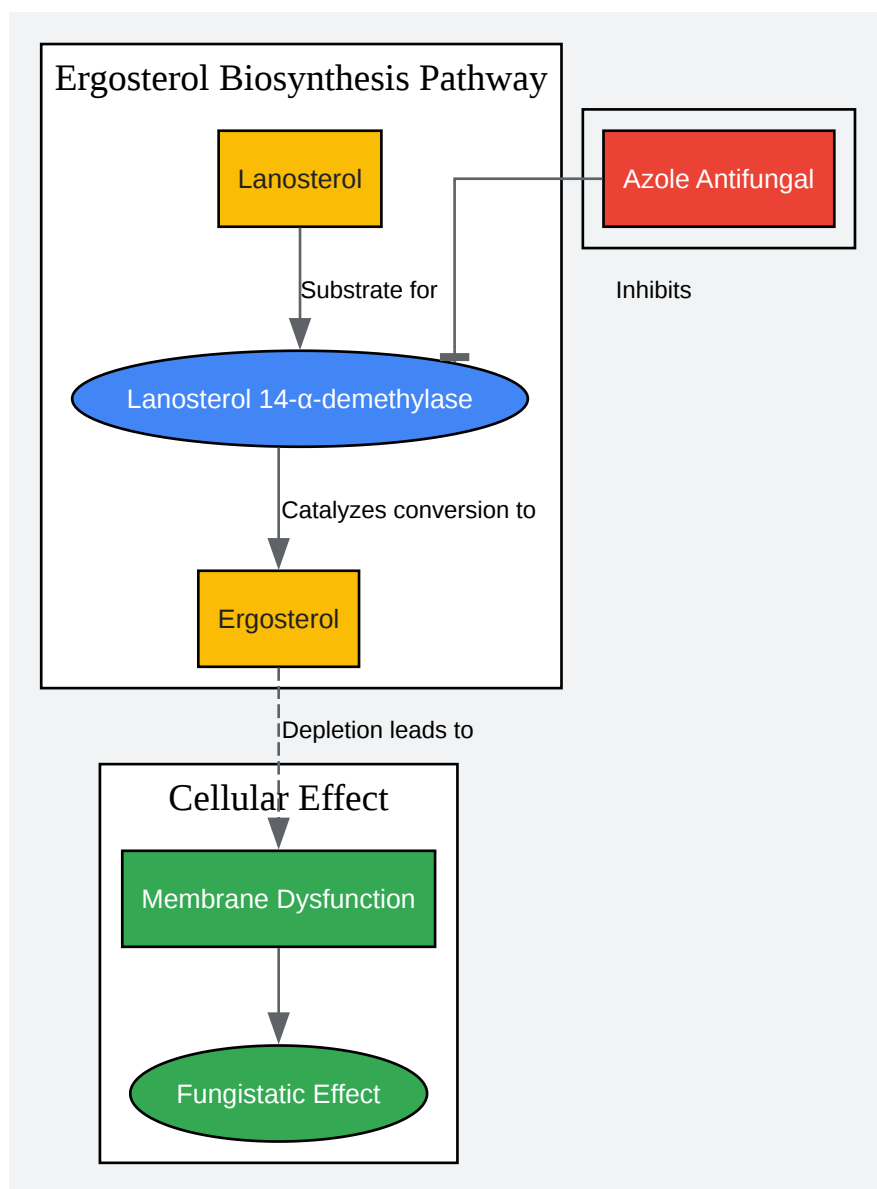 Ergosterol Biosynthesis Pathway
Lanosterol
Azole Antifungal
Substrate for
Inhibits
Lanosterol 14-α-demethylase
Catalyzes conversion to
Ergosterol
Depletion leads to
Cellular Effect
Membrane Dysfunction
Fungistatic Effect